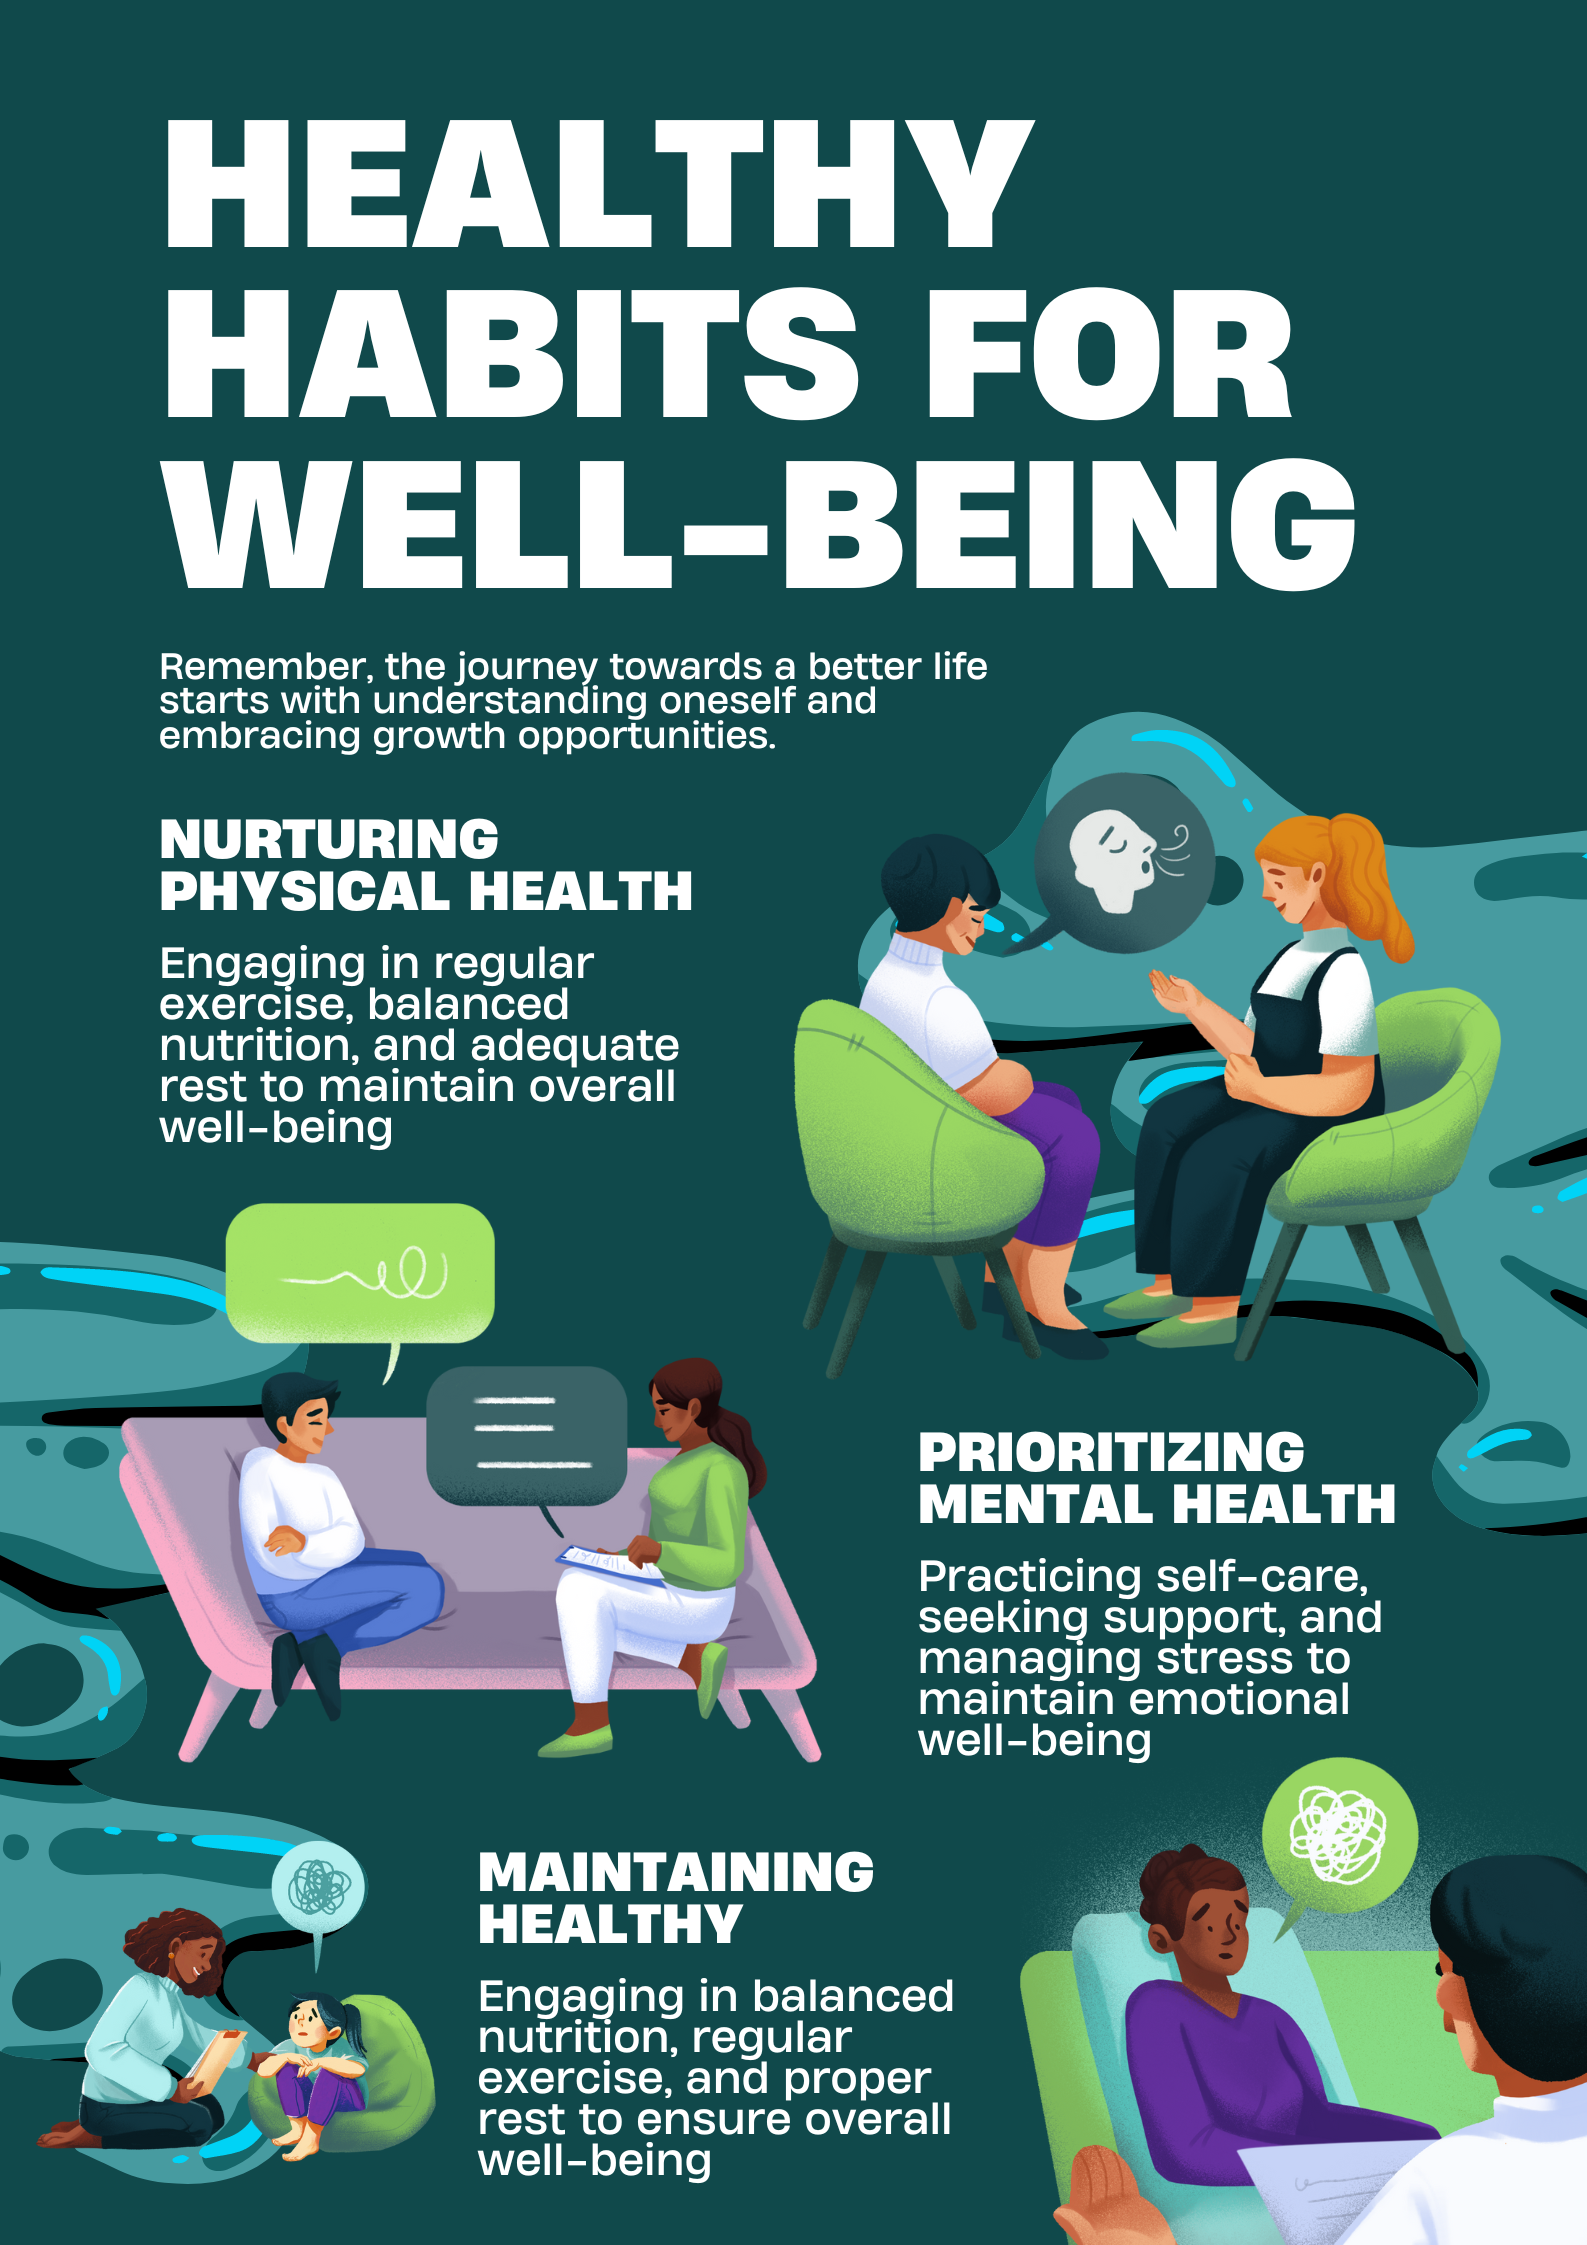 HEALTHY
HABITS FOR
WELL-BEING
Remember, the journey towards a better life
starts with understanding oneself and
embracing growth opportunities.
NURTURING
PHYSICAL HEALTH
Engaging in regular
exercise, balanced
nutrition, and adequate
rest to maintain overall
well-being
PRIORITIZING
MENTAL HEALTH
Practicing self-care,
seeking support, and
managing stress to
maintain emotional
well-being
MAINTAINING
HEALTHY
Engaging in balanced
nutrition, regular
exercise, and proper
rest to ensure overall
well-being